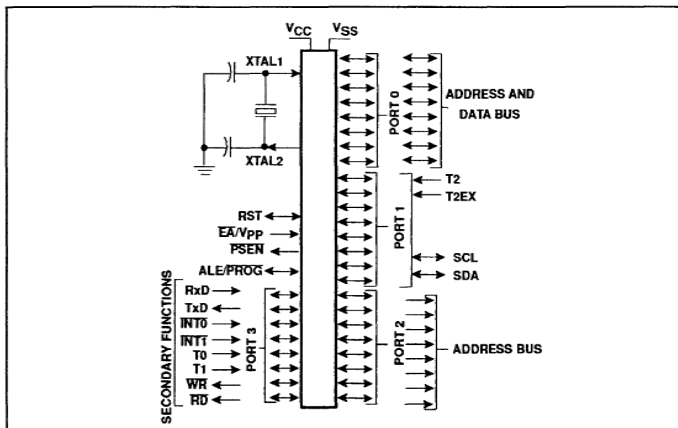 VCC
VSS
XTAL1
XTAL2
PORT 0
ADDRESS AND
DATA BUS
T2
T2EX
PORT 1
SCL
SDA
RST
EA/VPP
PSEN
ALE/PROG
SECONDARY FUNCTIONS
RxD
TxD
INT0
INT1
T0
T1
WR
RD
PORT 3
PORT 2
ADDRESS BUS